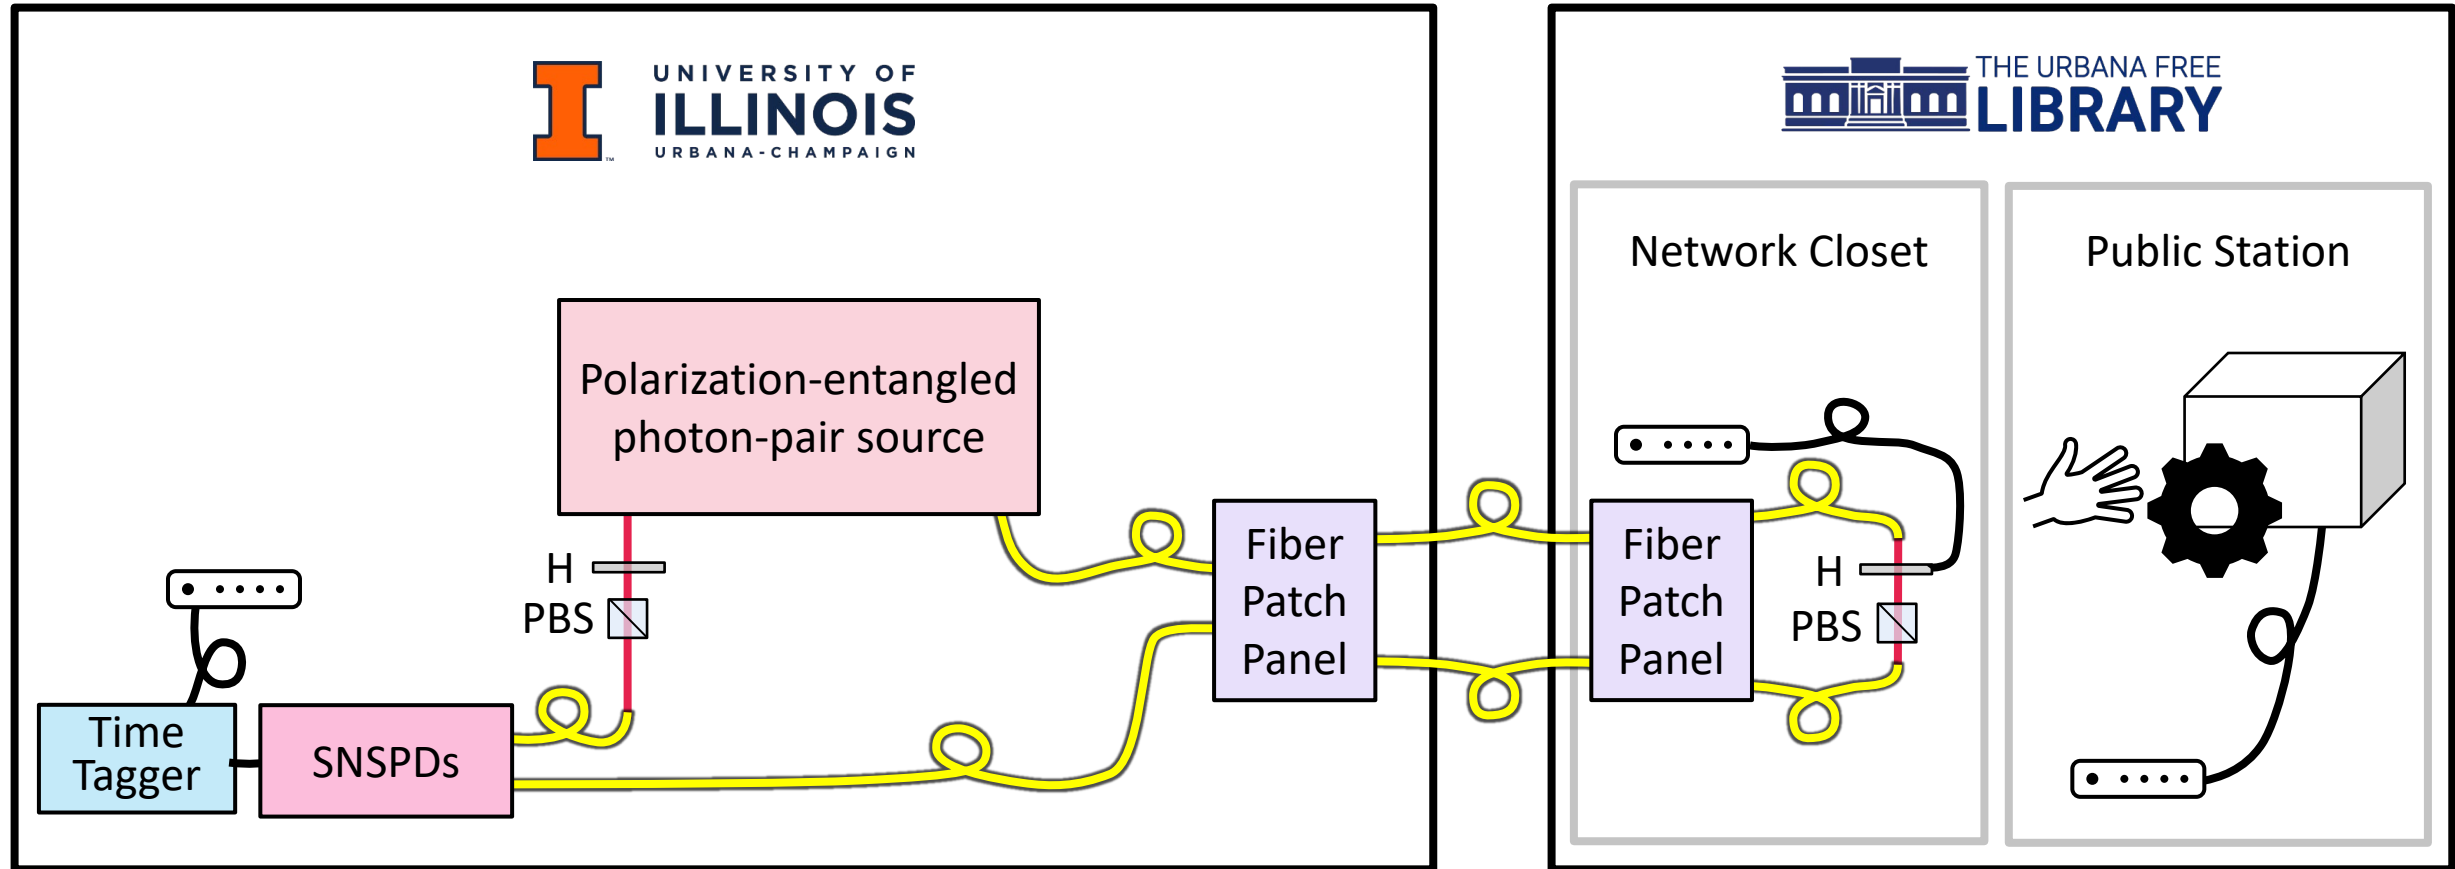 UNIVERSITY OF
ILLINOIS
URBANA-CHAMPAIGN
I
TM
THE URBANA FREE
LIBRARY
Network Closet
Public Station
Polarization-entangled
photon-pair source
H
PBS
Time
Tagger
SNSPDs
Fiber
Patch
Panel
Fiber
Patch
Panel
H
PBS